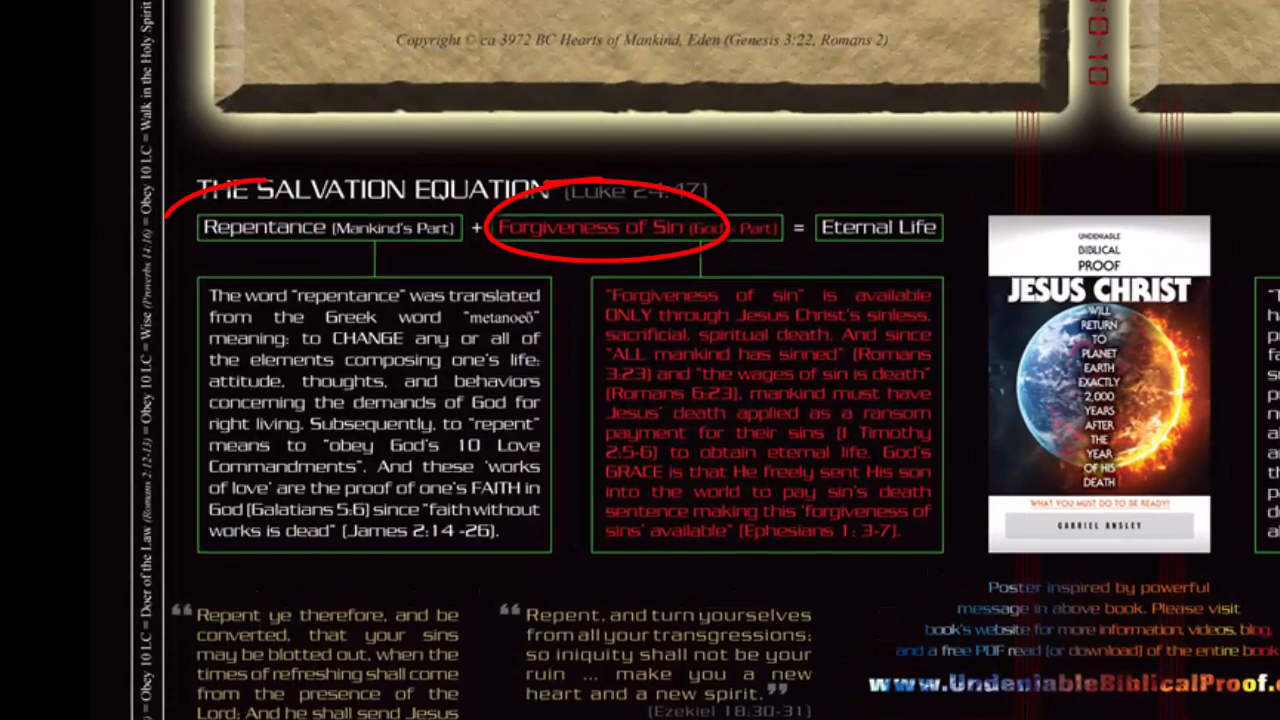 Copyright © ca 3972 BC Hearts of Mankind, Eden (Genesis 3:22, Romans 2)
:8-10
) = Obey 10 LC = Doer of the Law (Romans 2:12-13) = Obey 10 LC = Wise (Proverbs 14:16) = Obey 10 LC = Walk in the Holy Spirit
THE SALVATION EQUATION (Luke 24:47)
Repentance (Mankind's Part) + Forgiveness of Sin (God's Part) = Eternal Life
The word "repentance" was translated
from the Greek word "metanoeō"
meaning: to CHANGE any or all of
the elements composing one's life:
attitude, thoughts, and behaviors
concerning the demands of God for
right living. Subsequently, to "repent"
means to "obey God's 10 Love
Commandments". And these 'works
of love' are the proof of one's FAITH in
God (Galatians 5:6) since "faith without
works is dead" (James 2:14 -26).
"Forgiveness of sin" is available
ONLY through Jesus Christ's sinless,
sacrificial, spiritual death. And since
"ALL mankind has sinned" (Romans
3:23) and "the wages of sin is death"
(Romans 6:23), mankind must have
Jesus' death applied as a ransom
payment for their sins (I Timothy
2:5-6) to obtain eternal life. God's
GRACE is that He freely sent His son
into the world to pay sin's death
sentence making this 'forgiveness of
sins' available" (Ephesians 1: 3-7).
UNDENIABLE
BIBLICAL
PROOF
JESUS CHRIST
WILL
RETURN
TO
PLANET
EARTH
EXACTLY
2,000
YEARS
AFTER
THE
YEAR
OF HIS
DEATH
WHAT YOU MUST DO TO BE READY!
GABRIEL ANSLEY
"Repent ye therefore, and be
converted, that your sins
may be blotted out, when the
times of refreshing shall come
from the presence of the
Lord; And he shall send Jesus
"Repent, and turn yourselves
from all your transgressions;
so iniquity shall not be your
ruin ... make you a new
heart and a new spirit."
(Ezekiel 18:30-31)
Poster inspired by powerful
message in above book. Please visit
book's website for more information, videos, blog,
and a free PDF read (or download) of the entire book
www.UndeniableBiblicalProof.